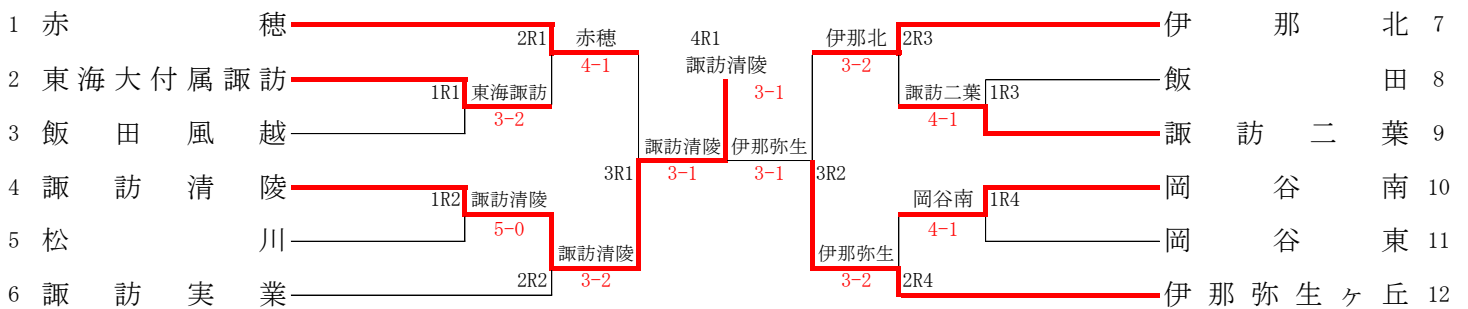 1 赤穂
2R1 赤穂
4-1
2 東海大付属諏訪
1R1 東海諏訪
3-2
3 飯田風越
3R1 諏訪清陵
3-1
4 諏訪清陵
1R2 諏訪清陵
5-0
5 松川
諏訪清陵
2R2 3-2
6 諏訪実業
4R1
諏訪清陵
3-1
伊那弥生
3-1 3R2
伊那北 2R3
3-2
伊那北 7
飯田 8
諏訪二葉 1R3
4-1
諏訪二葉 9
岡谷南 10
岡谷南 1R4
4-1
岡谷東 11
伊那弥生
3-2 2R4
伊那弥生ヶ丘 12